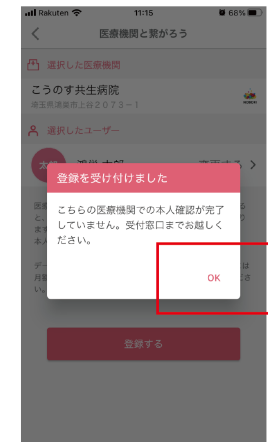 Rakuten 11:15 68%
医療機関と繋がろう
選択した医療機関
こうのす共生病院
埼玉県鴻巣市上谷2073−1
選択したユーザー
登録を受け付けました
こちらの医療機関での本人確認が完了
していません。受付窓口までお越しく
ださい。
OK
登録する